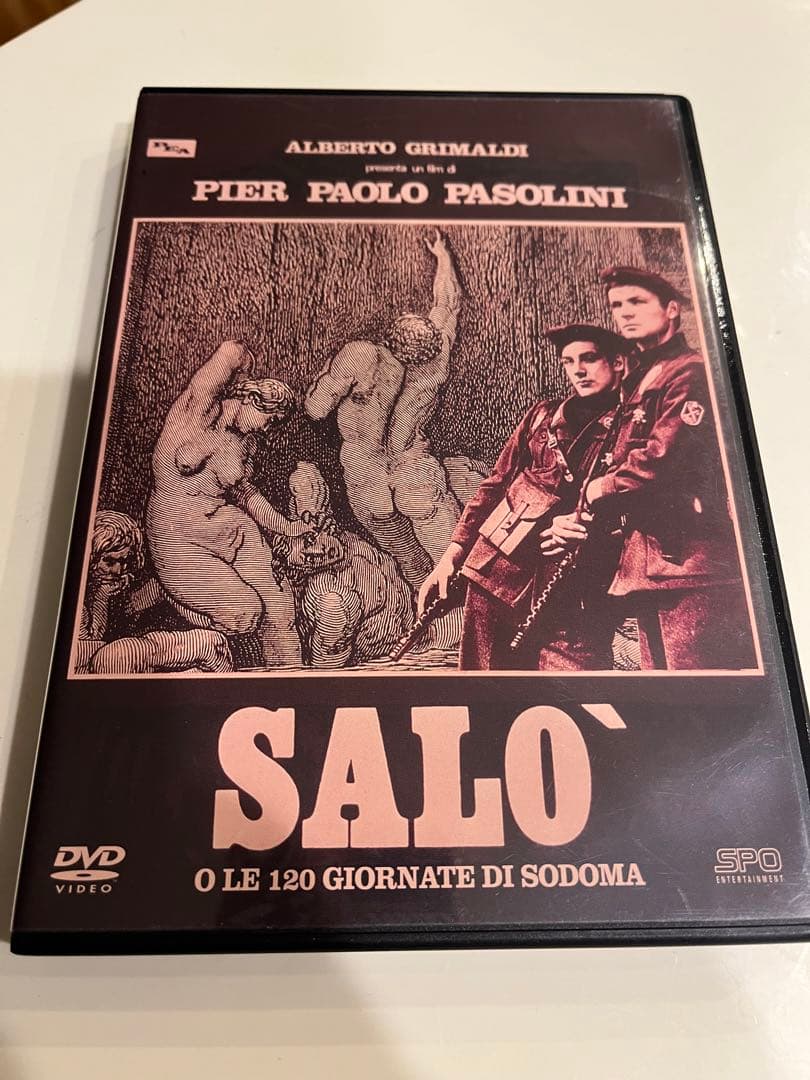 PEA
ALBERTO GRIMALDI
presenta un film di
PIER PAOLO PASOLINI
SALO`
O LE 120 GIORNATE DI SODOMA
DVD
VIDEO
SPO
ENTERTAINMENT